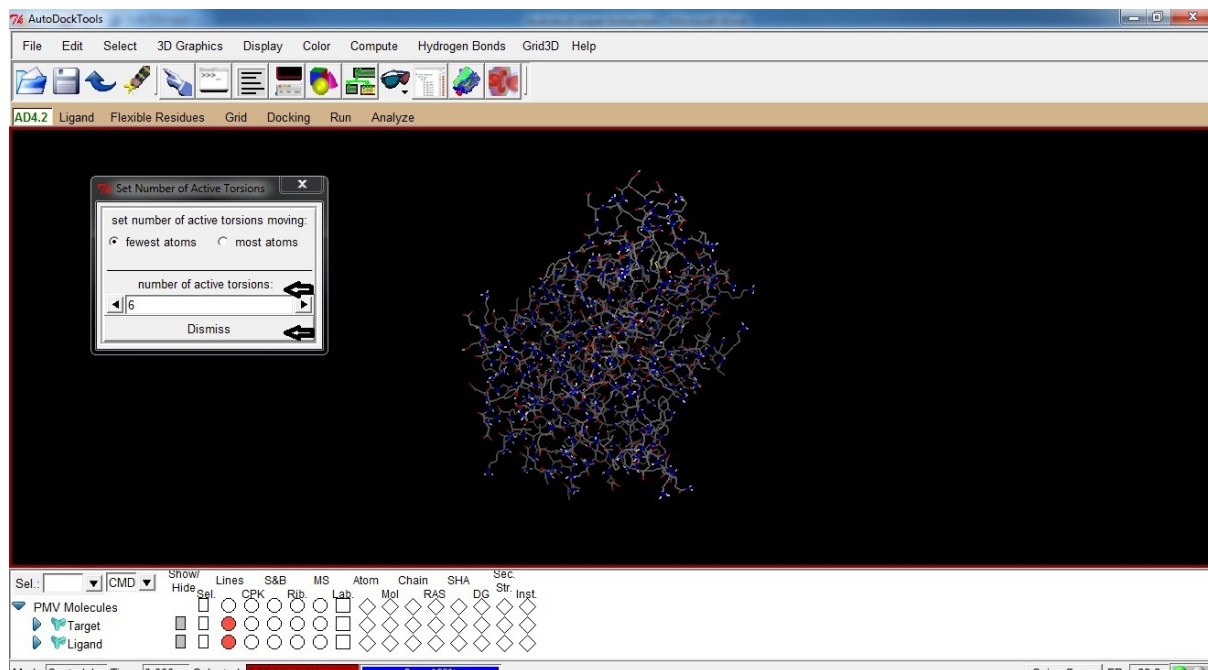 AutoDockTools
File Edit Select 3D Graphics Display Color Compute Hydrogen Bonds Grid3D Help
AD4.2 Ligand Flexible Residues Grid Docking Run Analyze
Set Number of Active Torsions
set number of active torsions moving:
fewest atoms most atoms
number of active torsions:
6
Dismiss
Sel.: CMD Show/ Hide Sel. Lines CPK S&B Rib. MS Lab. Atom Mol Chain RAS SHA DG Sec. Str. Inst.
PMV Molecules
Target
Ligand